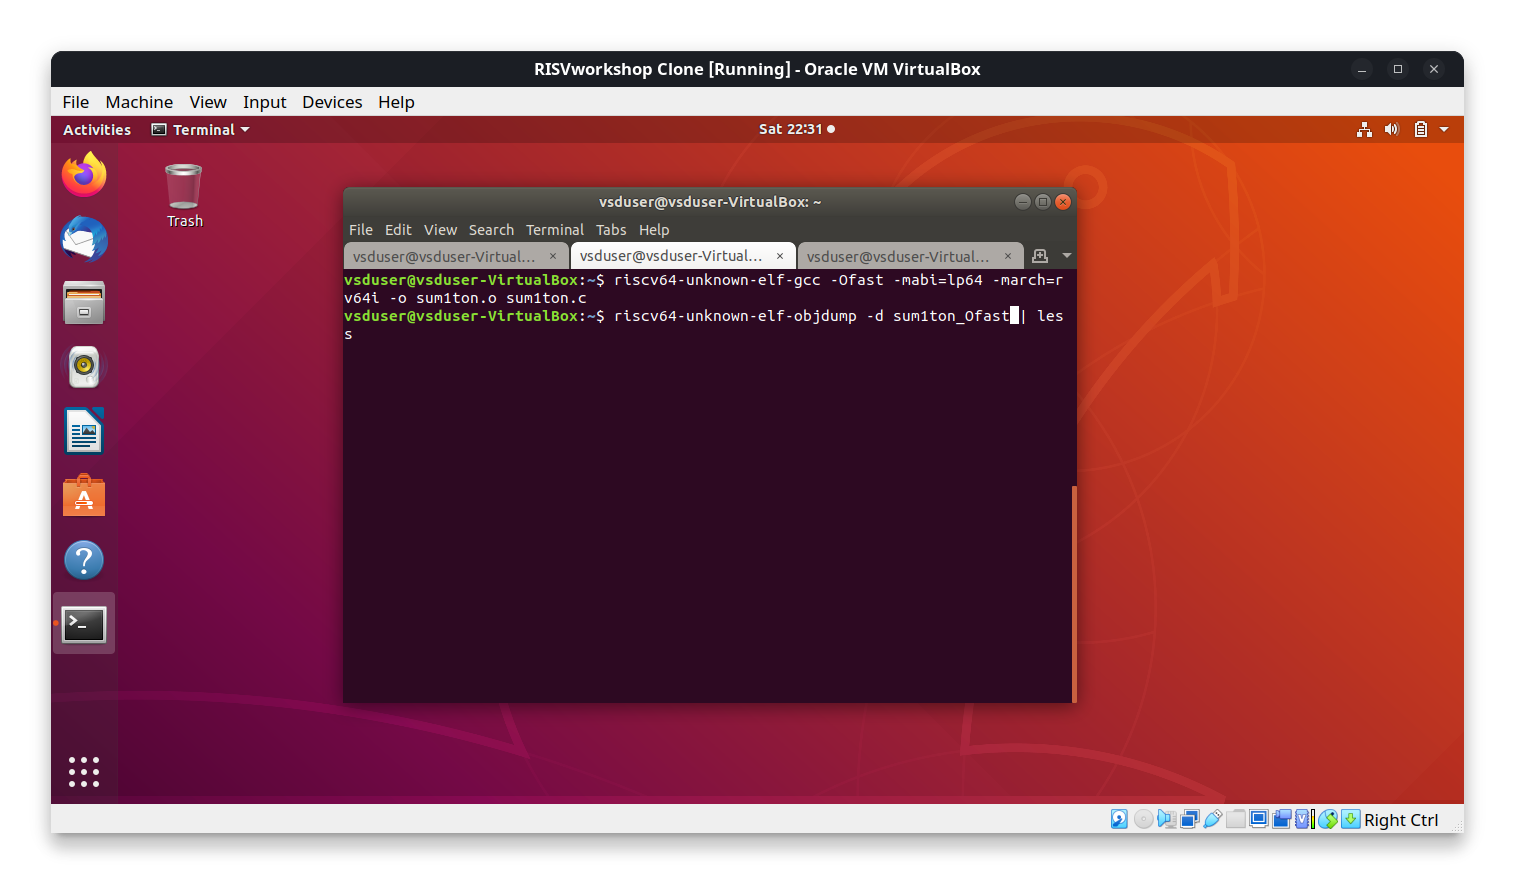 RISVworkshop Clone [Running] - Oracle VM VirtualBox
File Machine View Input Devices Help
Activities Terminal Sat 22:31
Trash
vsduser@vsduser-VirtualBox: ~
File Edit View Search Terminal Tabs Help
vsduser@vsduser-Virtual... × vsduser@vsduser-Virtual... × vsduser@vsduser-Virtual... ×
vsduser@vsduser-VirtualBox:~$ riscv64-unknown-elf-gcc -Ofast -mabi=lp64 -march=r
v64i -o sum1ton.o sum1ton.c
vsduser@vsduser-VirtualBox:~$ riscv64-unknown-elf-objdump -d sum1ton_Ofast | les
s
Right Ctrl